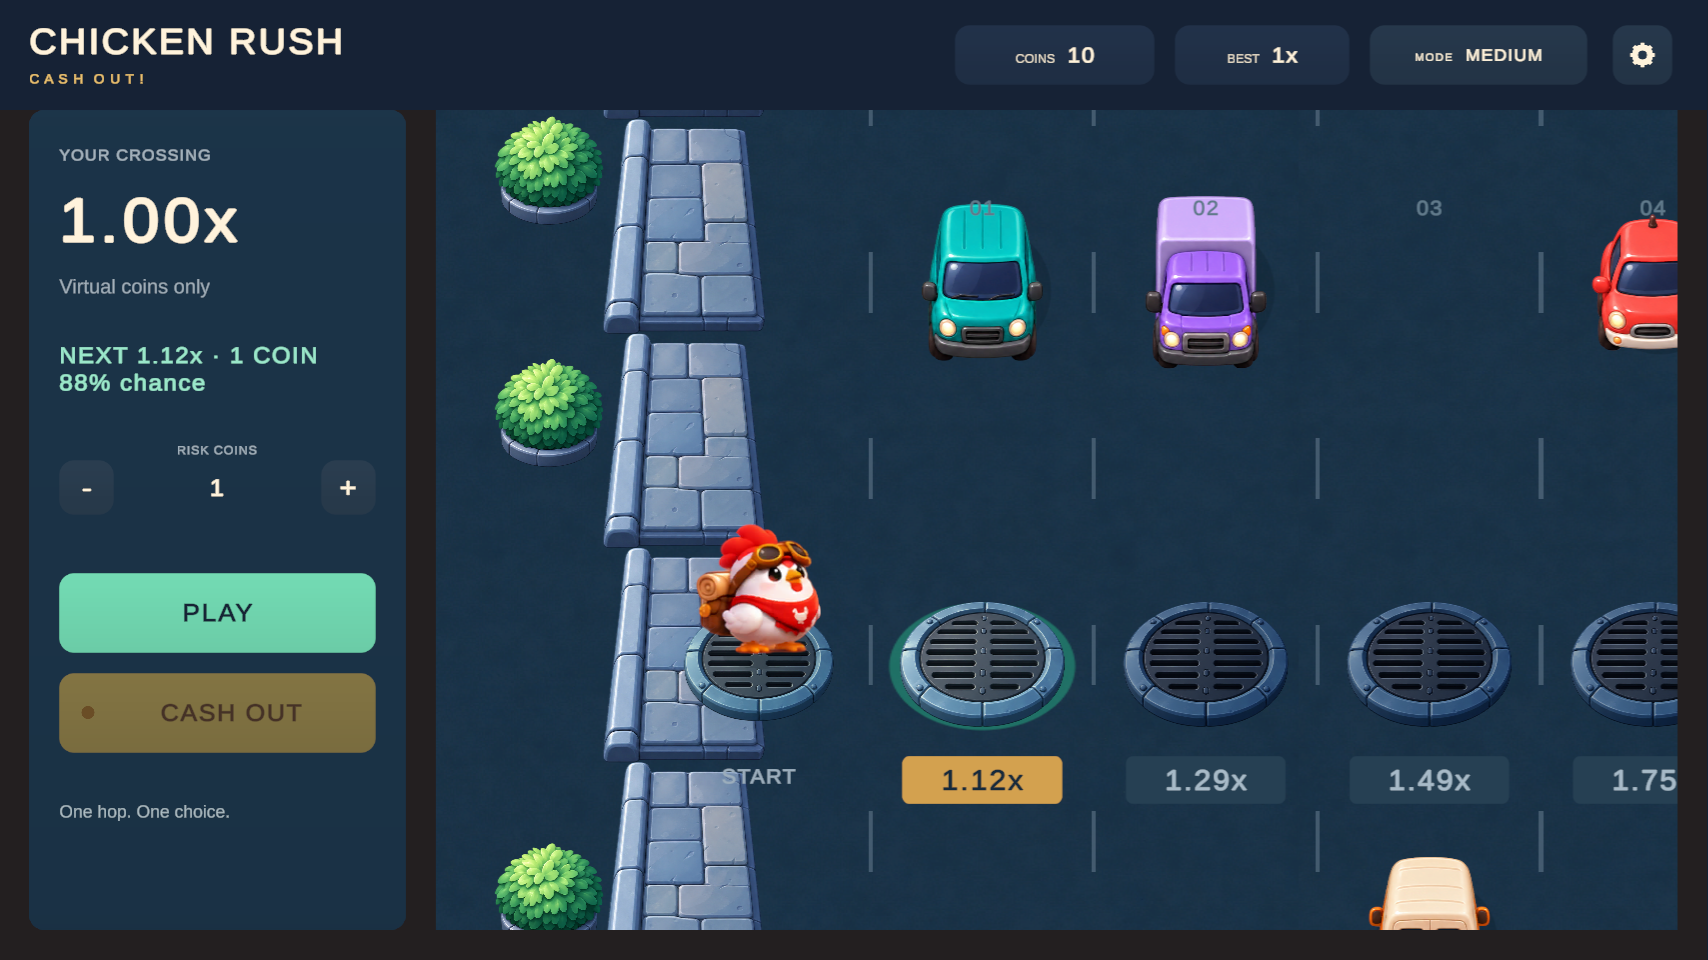 CHICKEN RUSH
CASH OUT!
COINS 10
BEST 1x
MODE MEDIUM
YOUR CROSSING
1.00x
Virtual coins only
NEXT 1.12x · 1 COIN
88% chance
RISK COINS
- 1 +
PLAY
CASH OUT
One hop. One choice.
01 02 03 04
START
1.12x 1.29x 1.49x 1.75